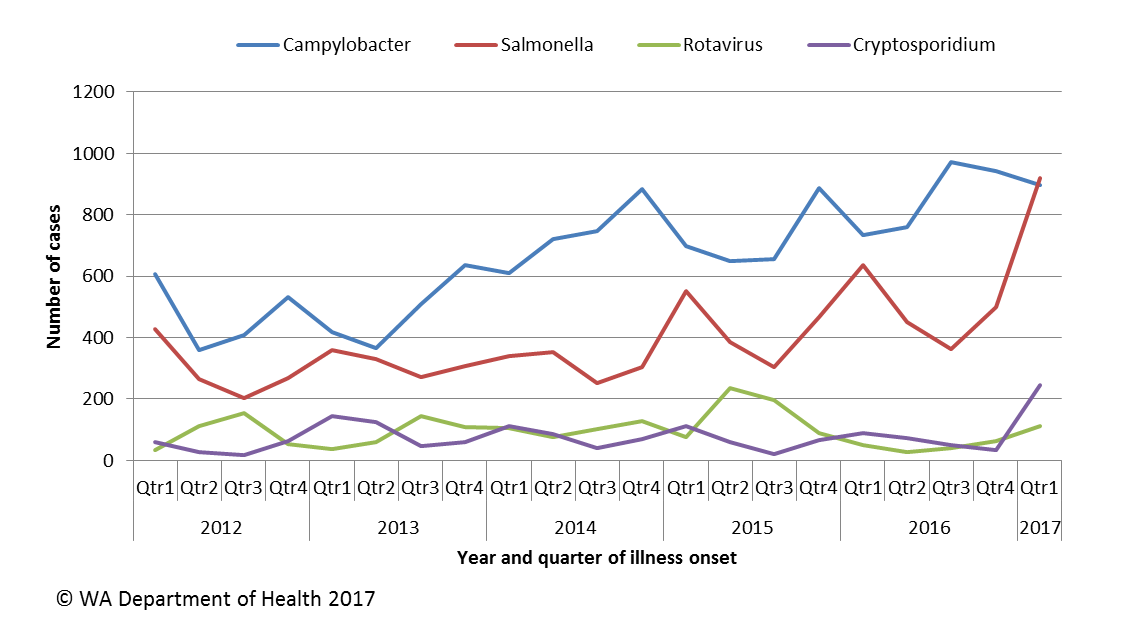 Campylobacter Salmonella Rotavirus Cryptosporidium
1200
1000
800
600
400
200
0
Number of cases
Qtr1 Qtr2 Qtr3 Qtr4 Qtr1 Qtr2 Qtr3 Qtr4 Qtr1 Qtr2 Qtr3 Qtr4 Qtr1 Qtr2 Qtr3 Qtr4 Qtr1 Qtr2 Qtr3 Qtr4 Qtr1
2012 2013 2014 2015 2016 2017
Year and quarter of illness onset
© WA Department of Health 2017